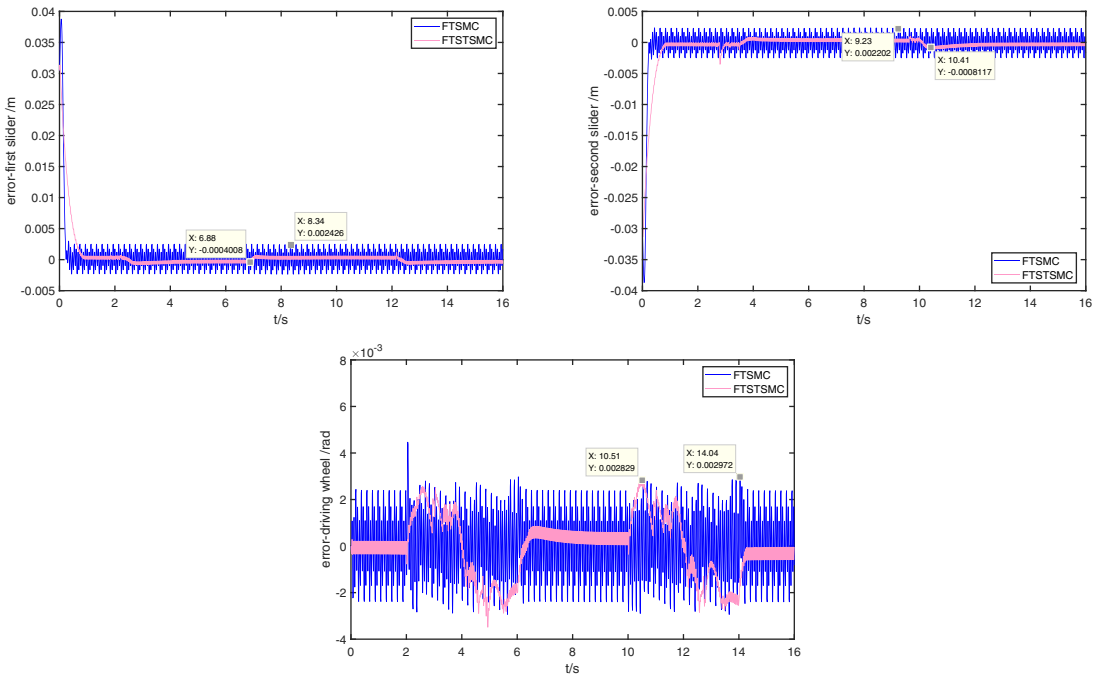 0.04
0.035
0.03
0.025
0.02
0.015
0.01
0.005
0
-0.005
error-first slider /m
FTSMC
FTSTSMC
X: 8.34
Y: 0.002426
X: 6.88
Y: -0.0004008
0 2 4 6 8 10 12 14 16
t/s
0.005
0
-0.005
-0.01
-0.015
-0.02
-0.025
-0.03
-0.035
-0.04
error-second slider /m
X: 9.23
Y: 0.002202
X: 10.41
Y: -0.0008117
FTSMC
FTSTSMC
0 2 4 6 8 10 12 14 16
t/s
×10-3
8
6
4
2
0
-2
-4
error-driving wheel /rad
FTSMC
FTSTSMC
X: 10.51
Y: 0.002829
X: 14.04
Y: 0.002972
0 2 4 6 8 10 12 14 16
t/s